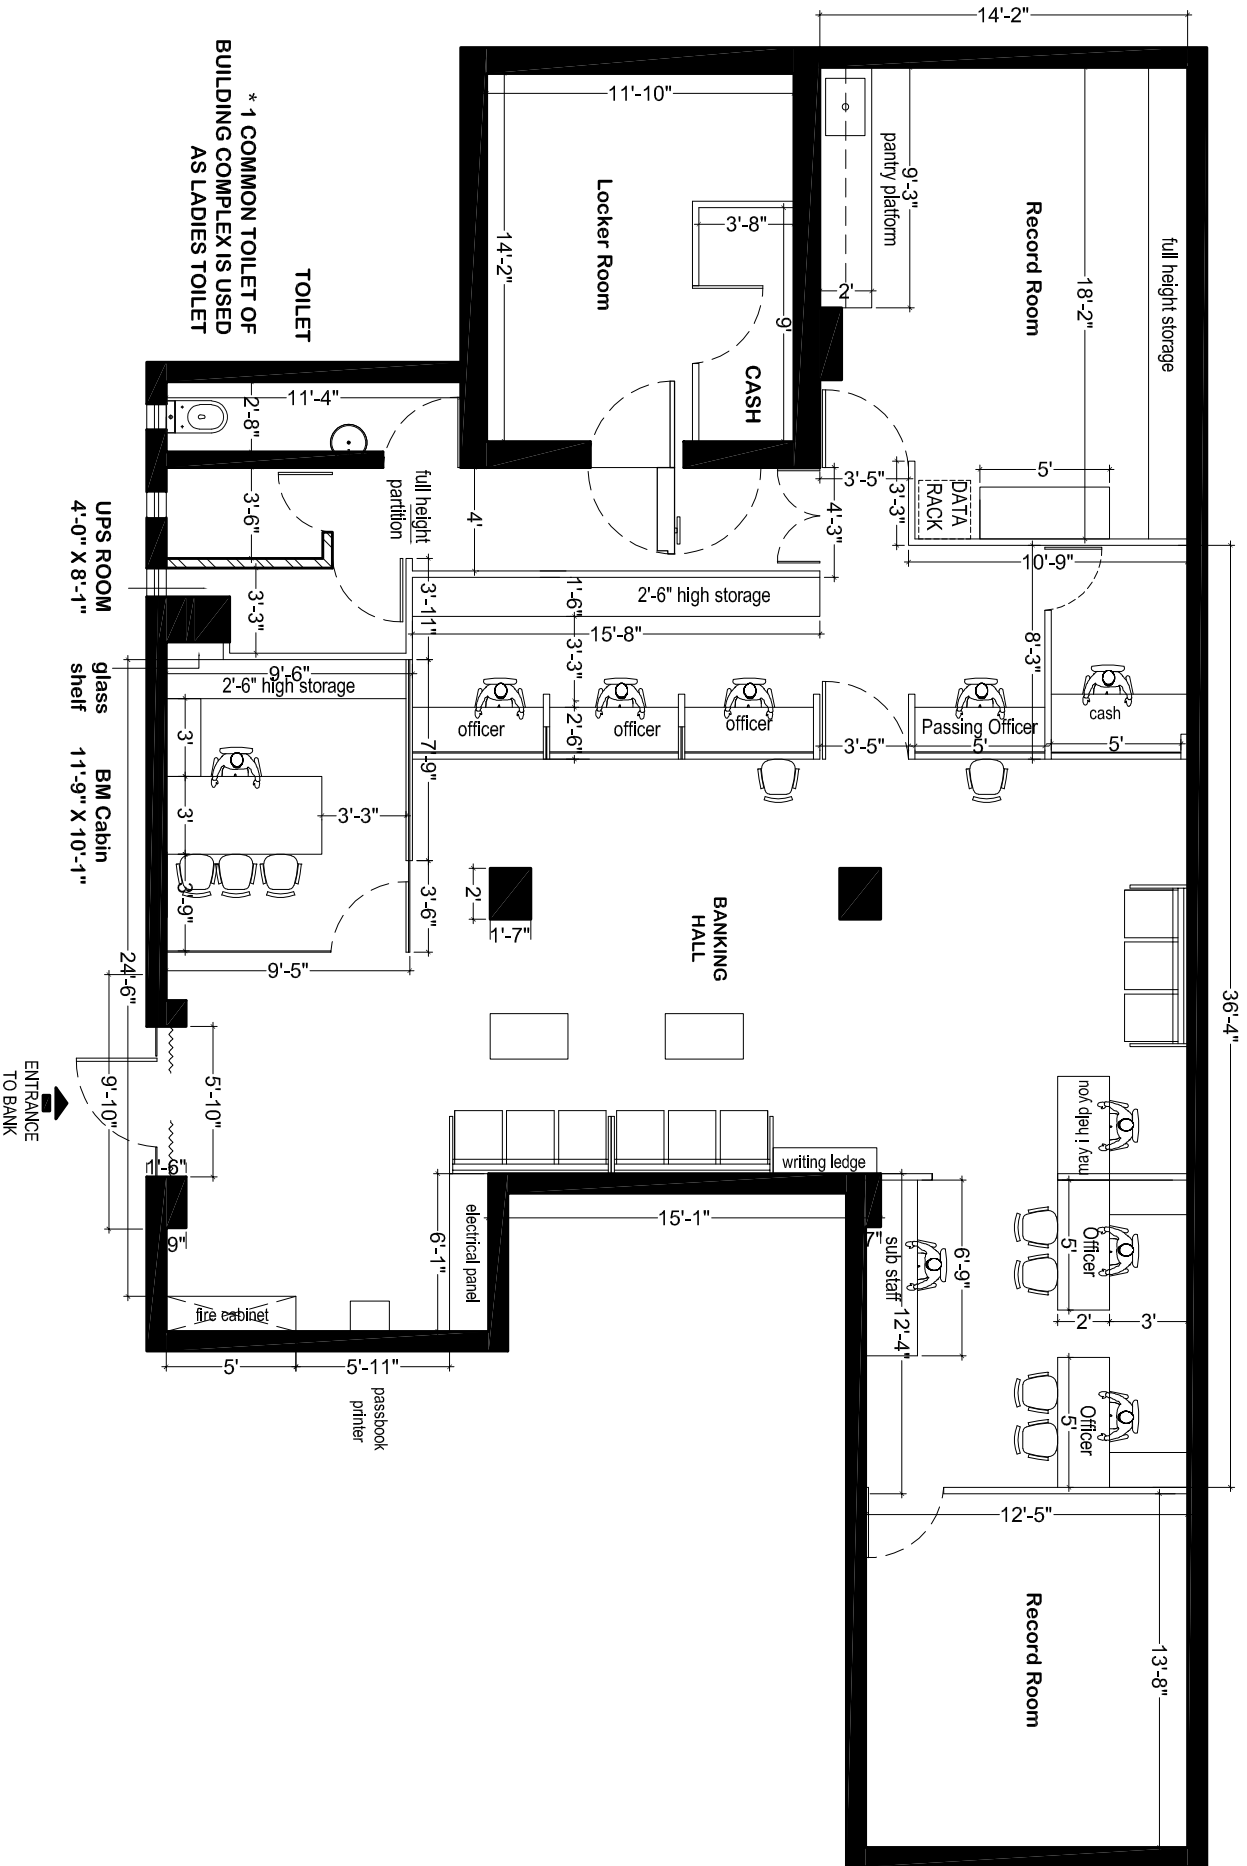 14'-2"
full height storage
18'-2"
Record Room
9'-3"
pantry platform
2'
11'-10"
Locker Room
3'-8"
14'-2"
9'
CASH
* 1 COMMON TOILET OF
BUILDING COMPLEX IS USED
AS LADIES TOILET
TOILET
11'-4"
2'-8"
3'-6"
full height
partition
4'
3'-5"
4'-3"
3'-3"
DATA
RACK
5'
10'-9"
36'-4"
UPS ROOM
4'-0" X 8'-1"
3'-3"
3'-11"
1'-6"
2'-6" high storage
15'-8"
3'-3"
8'-3"
glass
shelf
9'-6"
2'-6" high storage
officer
officer
officer
2'-6"
7'-9"
3'-5"
Passing Officer
5'
cash
5'
BM Cabin
11'-9" X 10'-1"
3'
3'
3'-3"
3'-9"
3'-6"
9'-5"
24'-6"
2'
1'-7"
BANKING
HALL
ENTRANCE
TO BANK
9'-10"
5'-10"
1'-6"
9"
may
i help
you
writing ledge
15'-1"
7"
sub staff
6'-9"
12'-4"
Officer
5'
2'
3'
Officer
5'
electrical panel
6'-1"
fire cabinet
5'
5'-11"
passbook
printer
12'-5"
Record Room
13'-8"